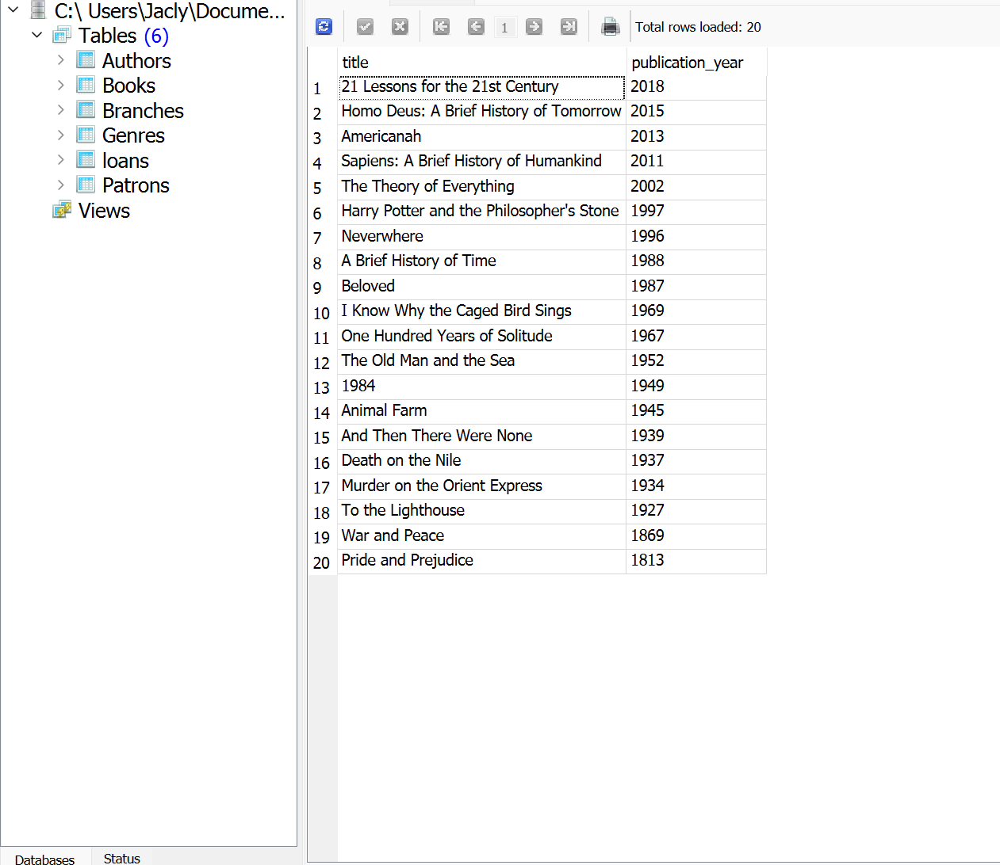 C:\ Users\Jacly\Docume...
Tables (6)
Authors
Books
Branches
Genres
loans
Patrons
Views
Databases
Status
1
Total rows loaded: 20
title publication_year
1 21 Lessons for the 21st Century 2018
2 Homo Deus: A Brief History of Tomorrow 2015
3 Americanah 2013
4 Sapiens: A Brief History of Humankind 2011
5 The Theory of Everything 2002
6 Harry Potter and the Philosopher's Stone 1997
7 Neverwhere 1996
8 A Brief History of Time 1988
9 Beloved 1987
10 I Know Why the Caged Bird Sings 1969
11 One Hundred Years of Solitude 1967
12 The Old Man and the Sea 1952
13 1984 1949
14 Animal Farm 1945
15 And Then There Were None 1939
16 Death on the Nile 1937
17 Murder on the Orient Express 1934
18 To the Lighthouse 1927
19 War and Peace 1869
20 Pride and Prejudice 1813